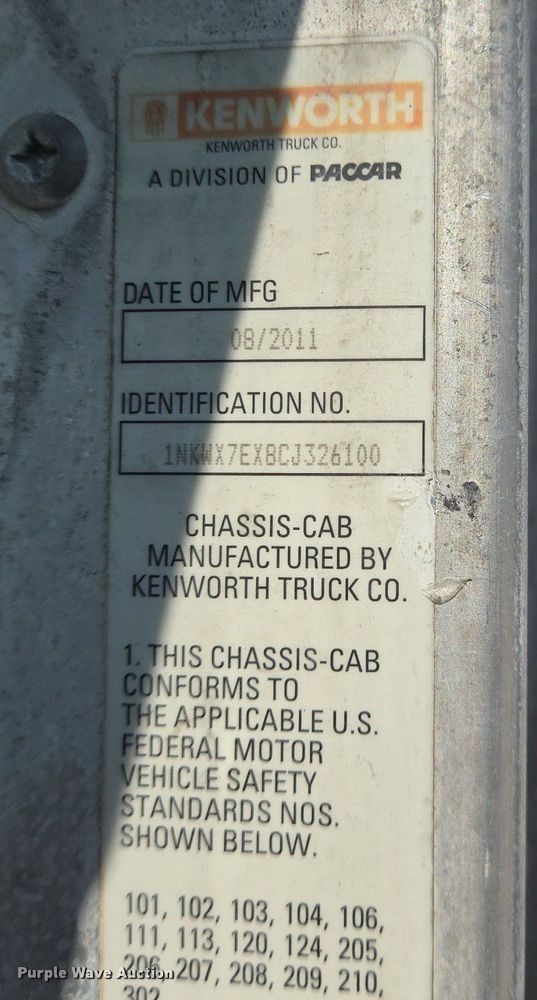 KENWORTH
KENWORTH TRUCK CO.
A DIVISION OF PACCAR
DATE OF MFG
08/2011
IDENTIFICATION NO.
1NKWX7EX8CJ326100
CHASSIS-CAB
MANUFACTURED BY
KENWORTH TRUCK CO.
1. THIS CHASSIS-CAB
CONFORMS TO
THE APPLICABLE U.S.
FEDERAL MOTOR
VEHICLE SAFETY
STANDARDS NOS.
SHOWN BELOW.
101, 102, 103, 104, 106,
111, 113, 120, 124, 205,
206, 207, 208, 209, 210,
302
Purple Wave Auction